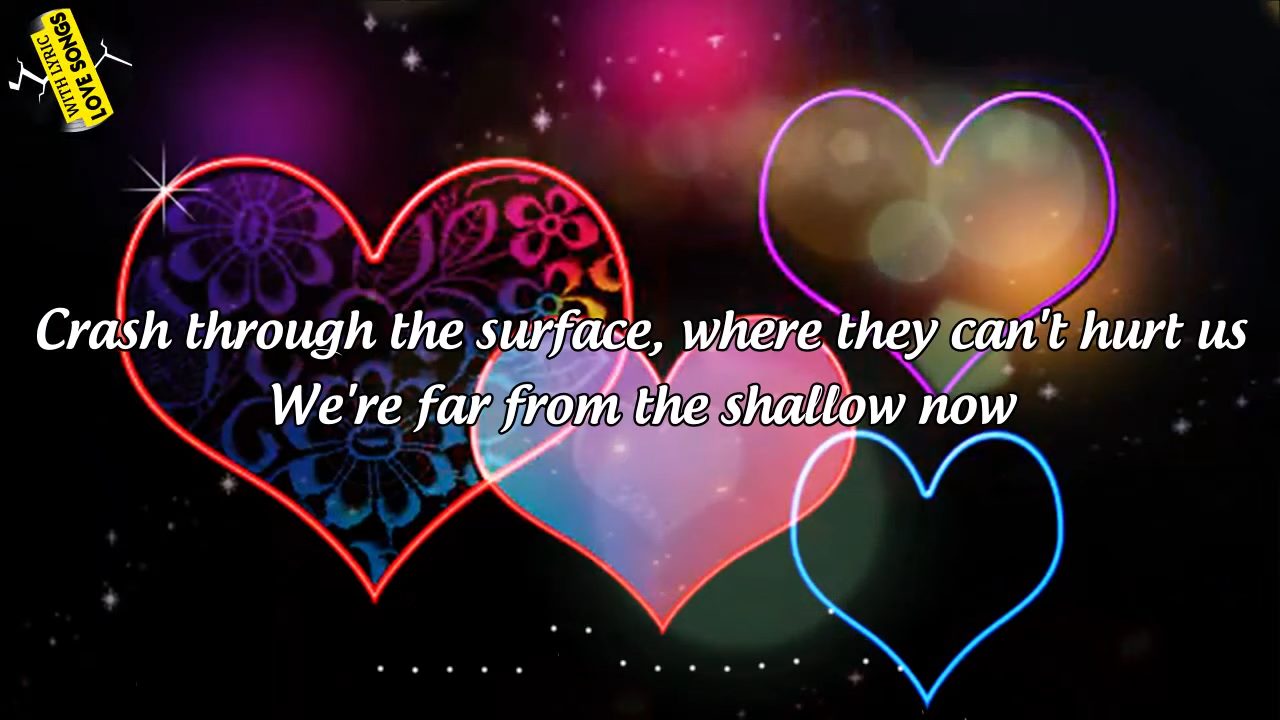 WITH LYRIC
LOVE SONGS
Crash through the surface, where they can't hurt us
We're far from the shallow now